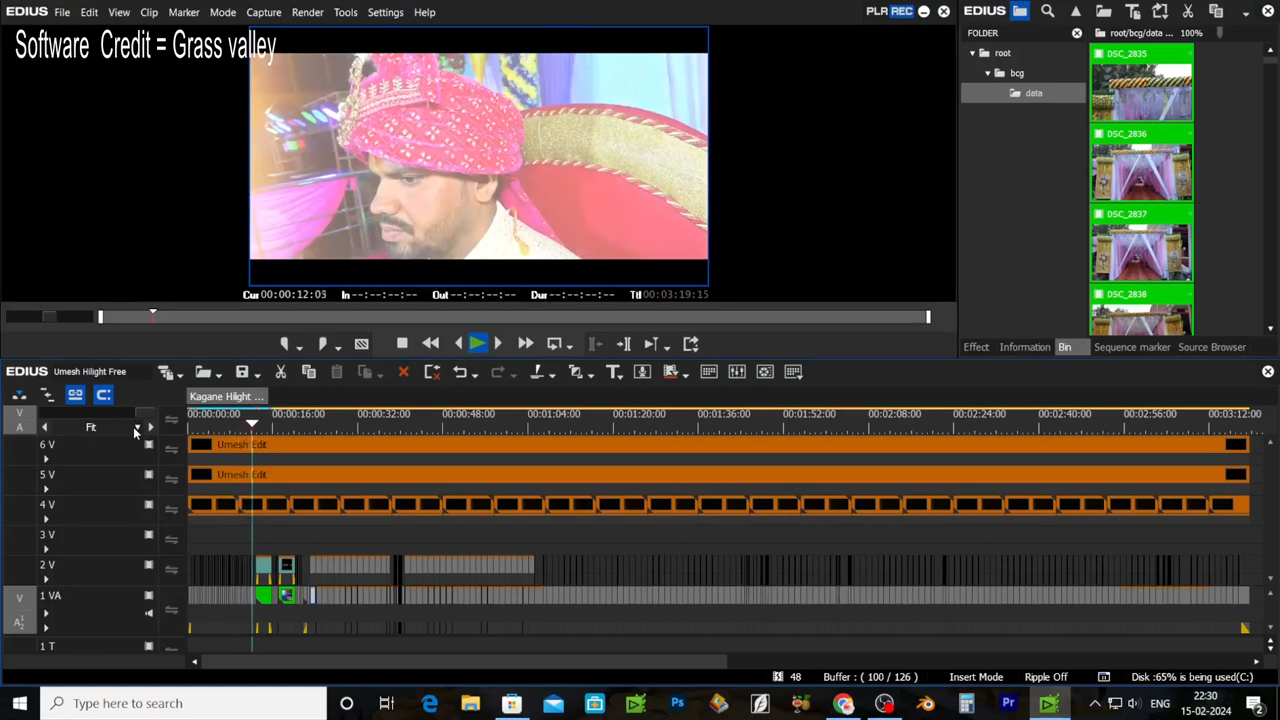 EDIUS File Edit View Clip Marker Mode Capture Render Tools Settings Help PLR REC
Software Credit = Grass valley
Cur 00:00:12:03 In --:--:--:-- Out --:--:--:-- Dur --:--:--:-- Ttl 00:03:19:15
EDIUS
FOLDER root/bcg/data ... 100%
root
bcg
data
DSC_2835
DSC_2836
DSC_2837
DSC_2838
Effect Information Bin Sequence marker Source Browser
EDIUS Umesh Hilight Free
Kagane Hilight ...
V 00:00:00:00 00:00:16:00 00:00:32:00 00:00:48:00 00:01:04:00 00:01:20:00 00:01:36:00 00:01:52:00 00:02:08:00 00:02:24:00 00:02:40:00 00:02:56:00 00:03:12:00
A Fit
6 V Umesh Edit
5 V Umesh Edit
4 V
3 V
2 V
V 1 VA
A1
1 T
48 Buffer : ( 100 / 126 ) Insert Mode Ripple Off Disk :65% is being used(C:)
Type here to search
Ps Pr ENG
22:30
15-02-2024
2